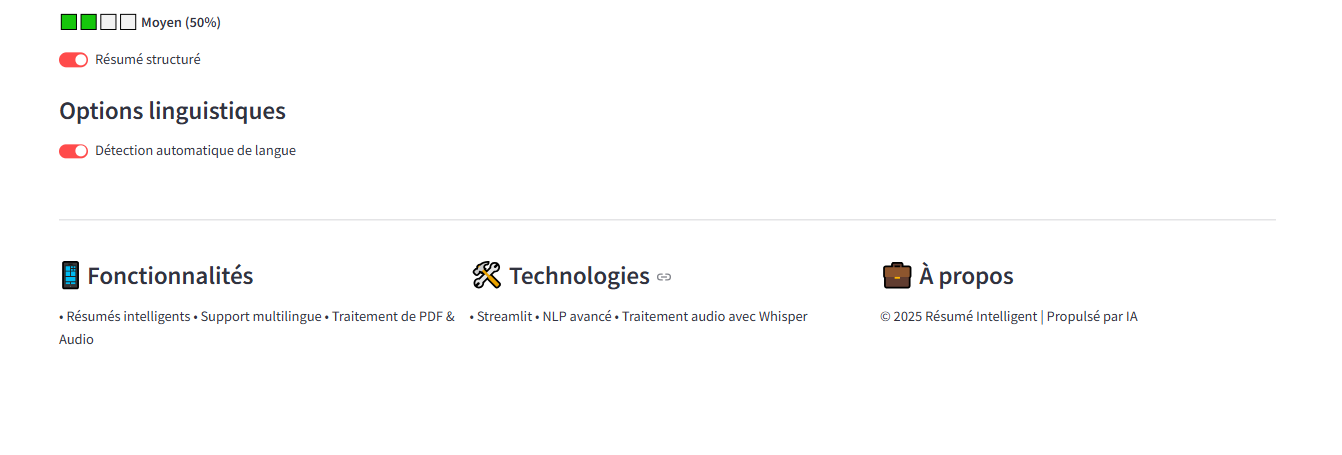 Moyen (50%)
Résumé structuré
Options linguistiques
Détection automatique de langue
Fonctionnalités
• Résumés intelligents • Support multilingue • Traitement de PDF &
Audio
Technologies
• Streamlit • NLP avancé • Traitement audio avec Whisper
À propos
© 2025 Résumé Intelligent | Propulsé par IA